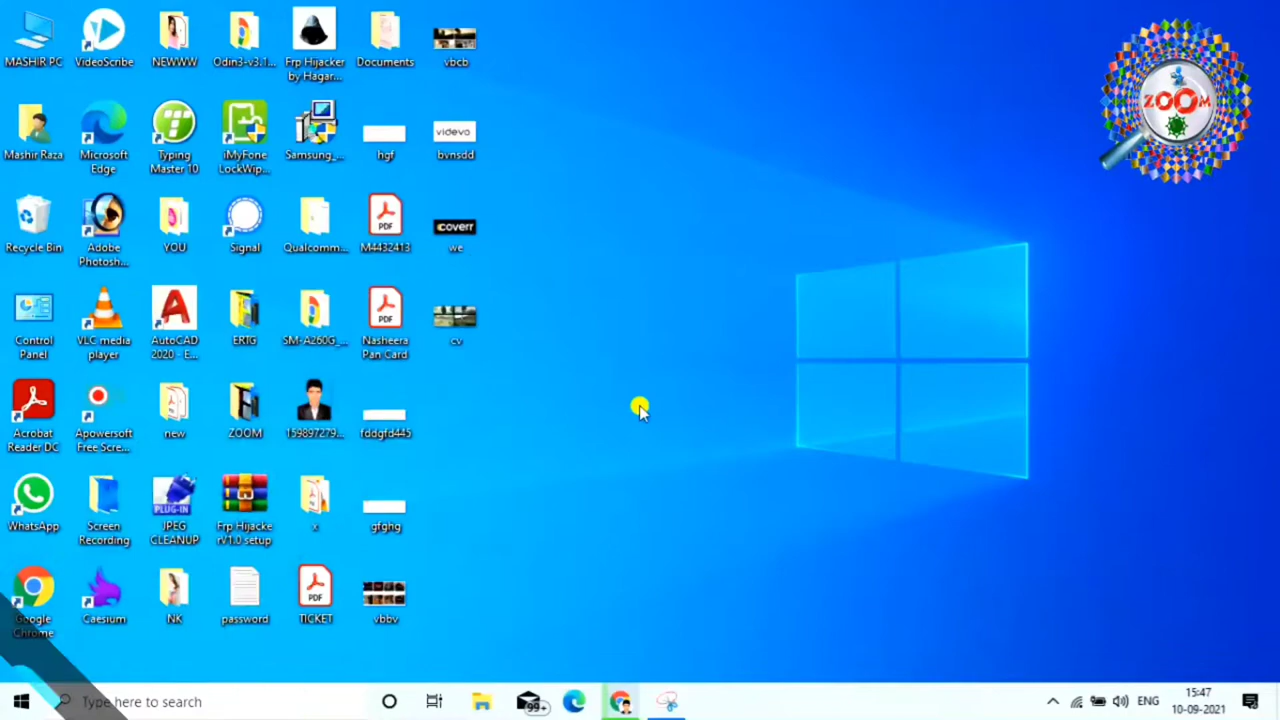 MASHIR PC
VideoScribe
NEWWW
Odin3-v3.1...
Frp Hijacker
by Hagar...
Documents
vbcb
Mashir Raza
Microsoft
Edge
Typing
Master 10
iMyFone
LockWip...
Samsung_...
hgf
videvo
bvnsdd
Recycle Bin
Adobe
Photosh...
YOU
Signal
Qualcomm...
PDF
M4432413
coverr
we
Control
Panel
VLC media
player
AutoCAD
2020 - E...
ERTG
SM-A260G_...
PDF
Nasheera
Pan Card
cv
Acrobat
Reader DC
Apowersoft
Free Scre...
new
ZOOM
159897279...
fddgfd445
WhatsApp
Screen
Recording
PLUG-IN
JPEG
CLEANUP
Frp Hijacke
rV1.0 setup
x
gfghg
Google
Chrome
Caesium
NK
password
PDF
TICKET
vbbv
ZOOM
Type here to search
99+
ENG
15:47
10-09-2021